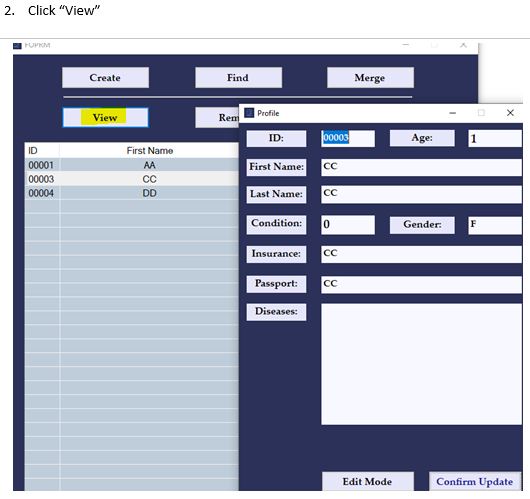 2. Click “View”
FOPRM
Create Find Merge
View Rem
Profile
ID: 00003 Age: 1
First Name: CC
Last Name: CC
Condition: 0 Gender: F
Insurance: CC
Passport: CC
Diseases:
Edit Mode Confirm Update
ID First Name
00001 AA
00003 CC
00004 DD